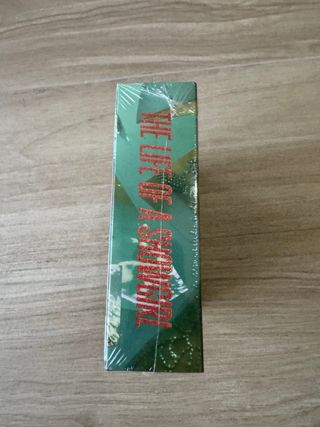 THE LIFE OF A SHOWGIRL